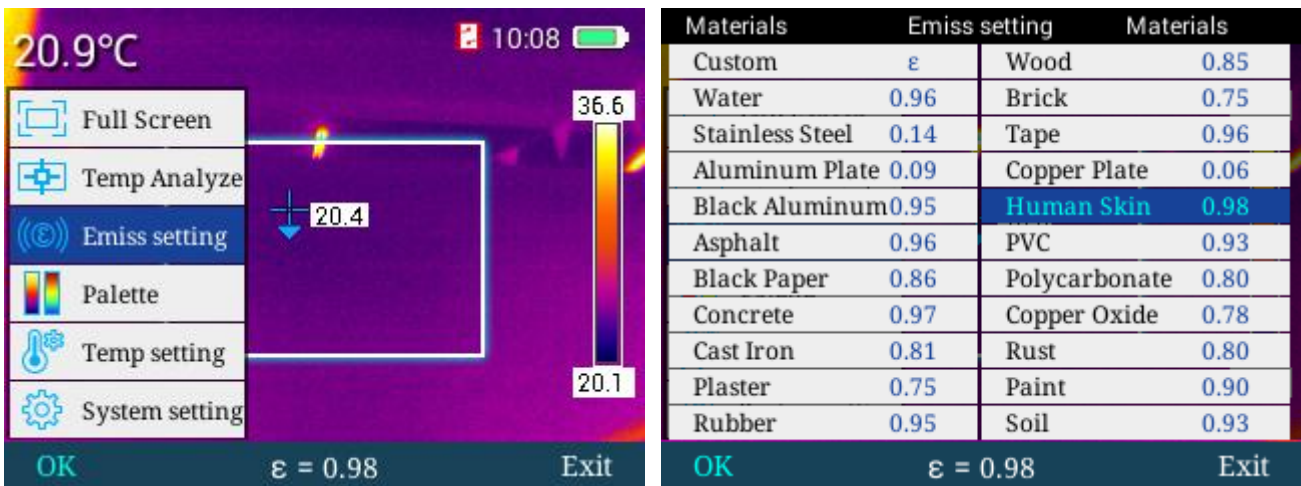 20.9°C
10:08
36.6
Full Screen
Temp Analyze
20.4
Emiss setting
Palette
Temp setting
20.1
System setting
OK ε = 0.98 Exit
Materials Emiss setting Materials
Custom ε Wood 0.85
Water 0.96 Brick 0.75
Stainless Steel 0.14 Tape 0.96
Aluminum Plate 0.09 Copper Plate 0.06
Black Aluminum 0.95 Human Skin 0.98
Asphalt 0.96 PVC 0.93
Black Paper 0.86 Polycarbonate 0.80
Concrete 0.97 Copper Oxide 0.78
Cast Iron 0.81 Rust 0.80
Plaster 0.75 Paint 0.90
Rubber 0.95 Soil 0.93
OK ε = 0.98 Exit